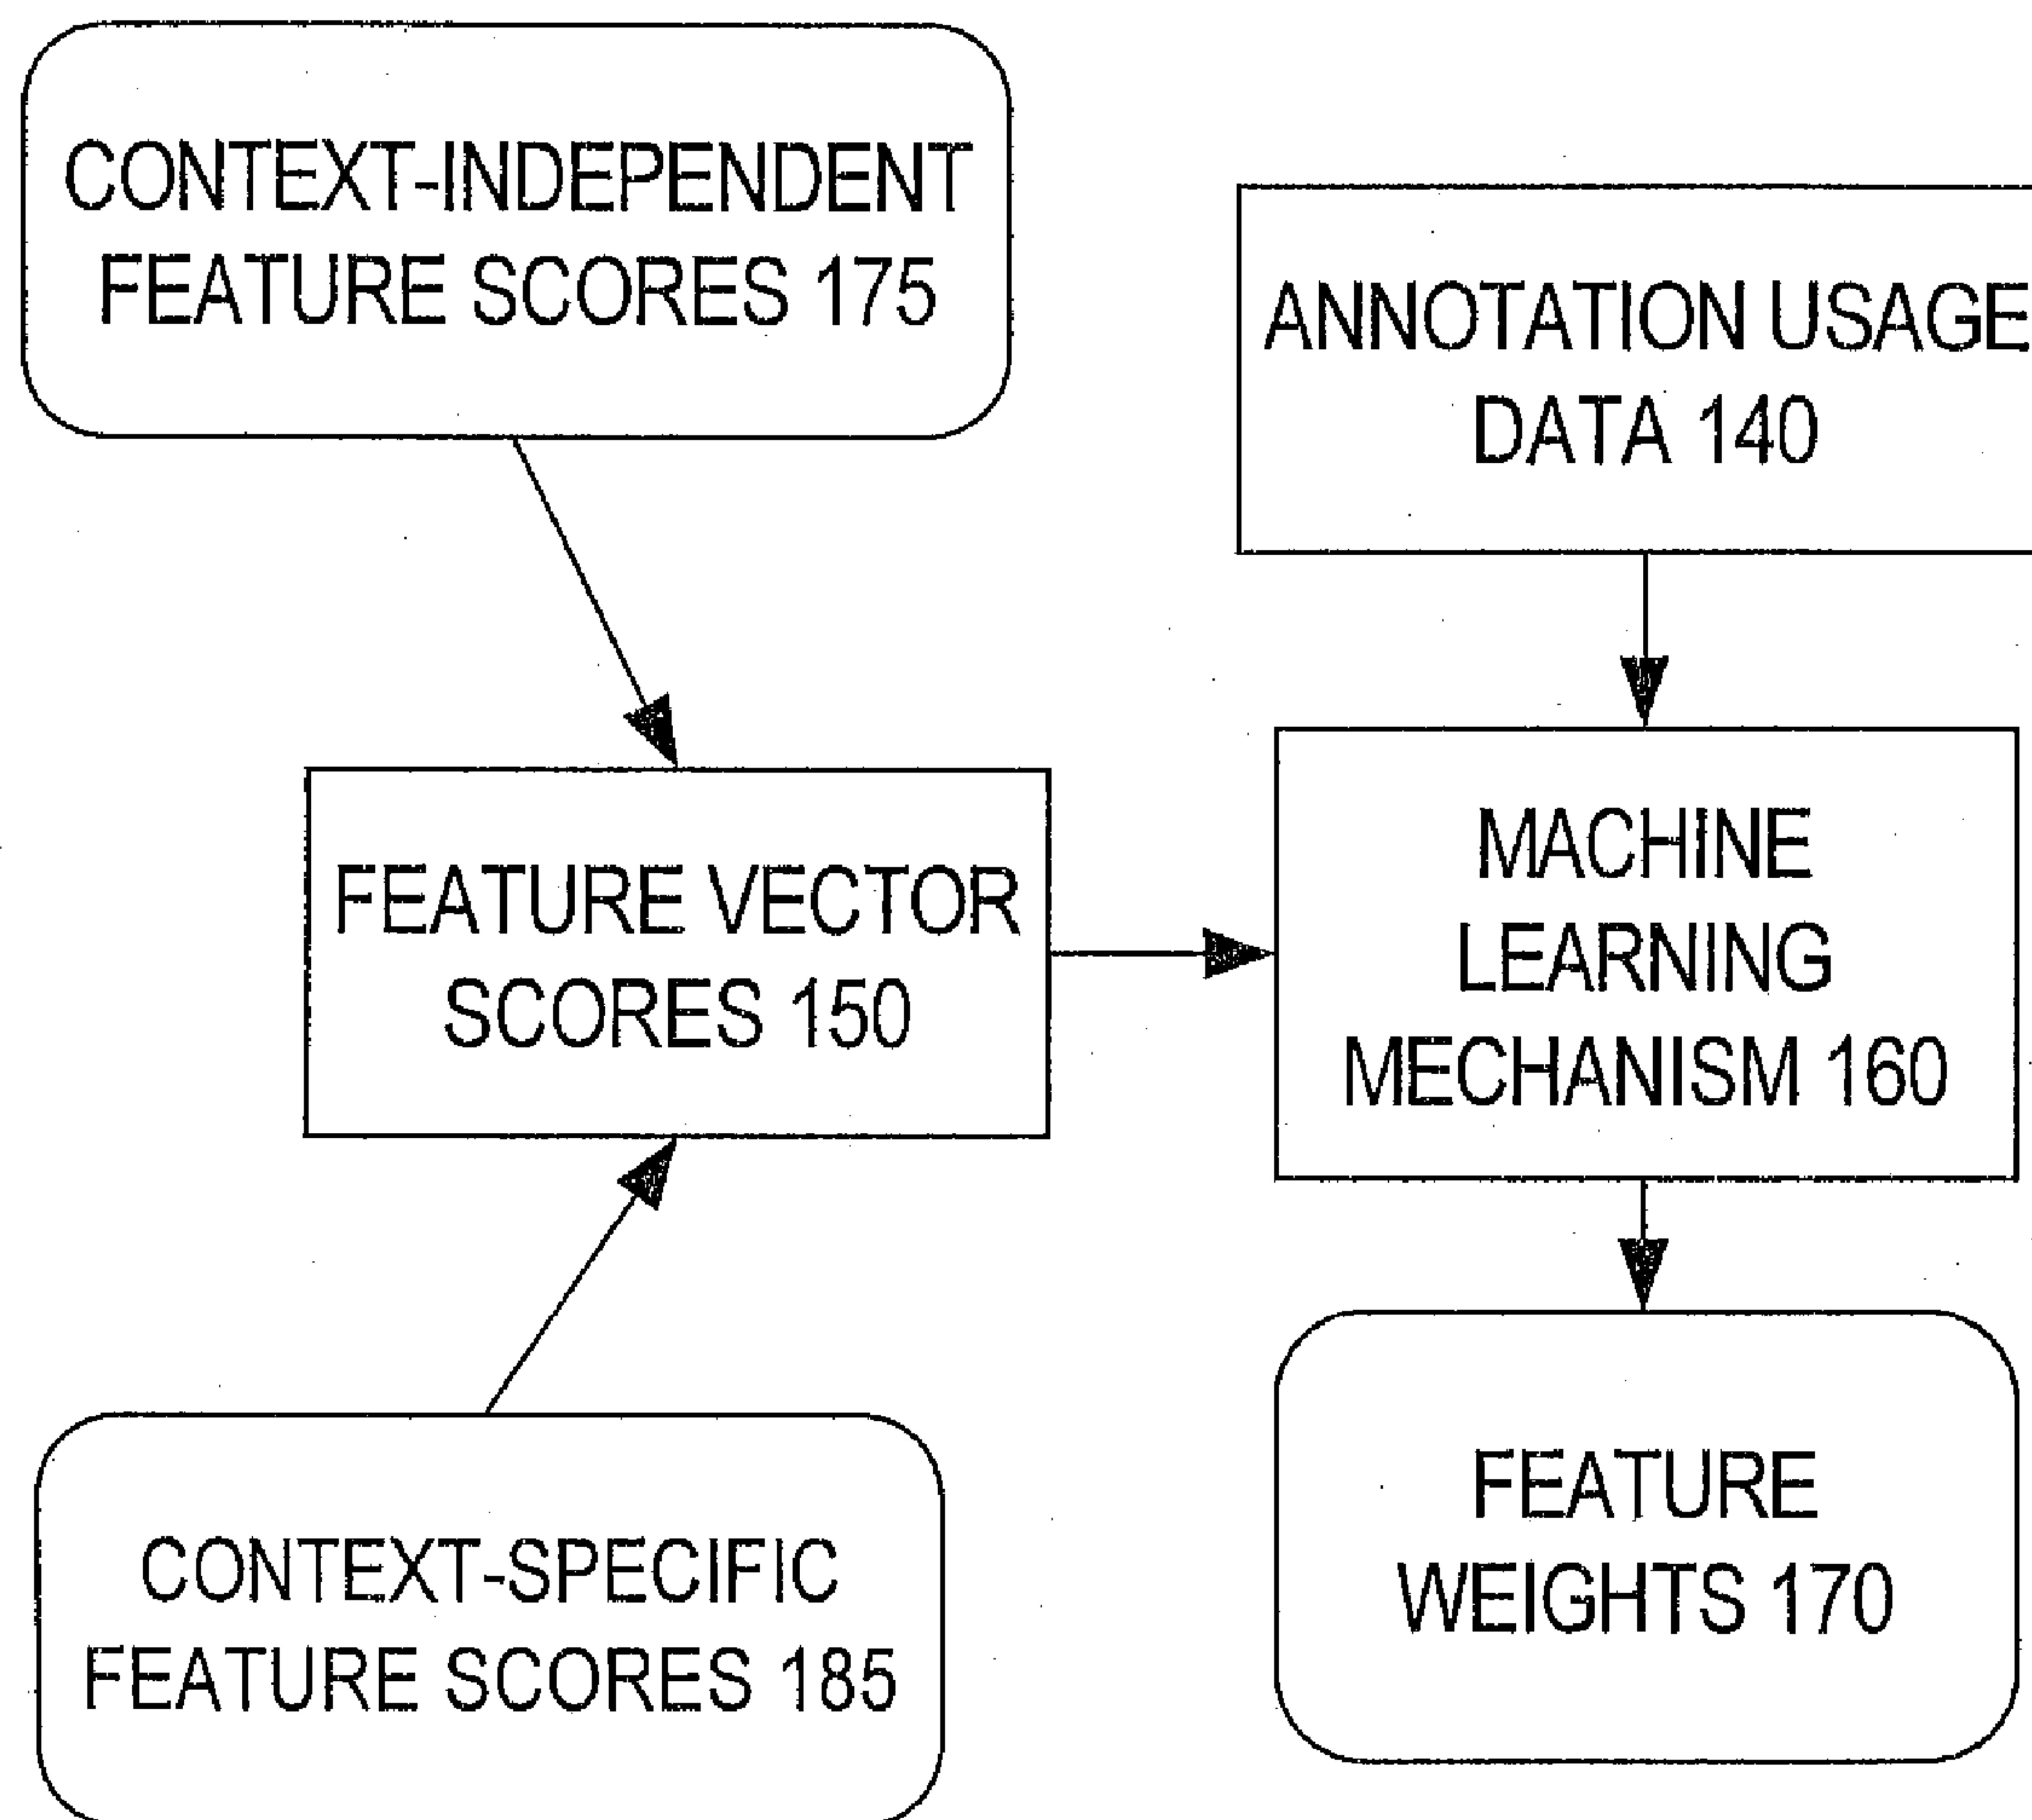 CONTEXT-INDEPENDENT
FEATURE SCORES 175
ANNOTATION USAGE
DATA 140
FEATURE VECTOR
SCORES 150
MACHINE
LEARNING
MECHANISM 160
CONTEXT-SPECIFIC
FEATURE SCORES 185
FEATURE
WEIGHTS 170